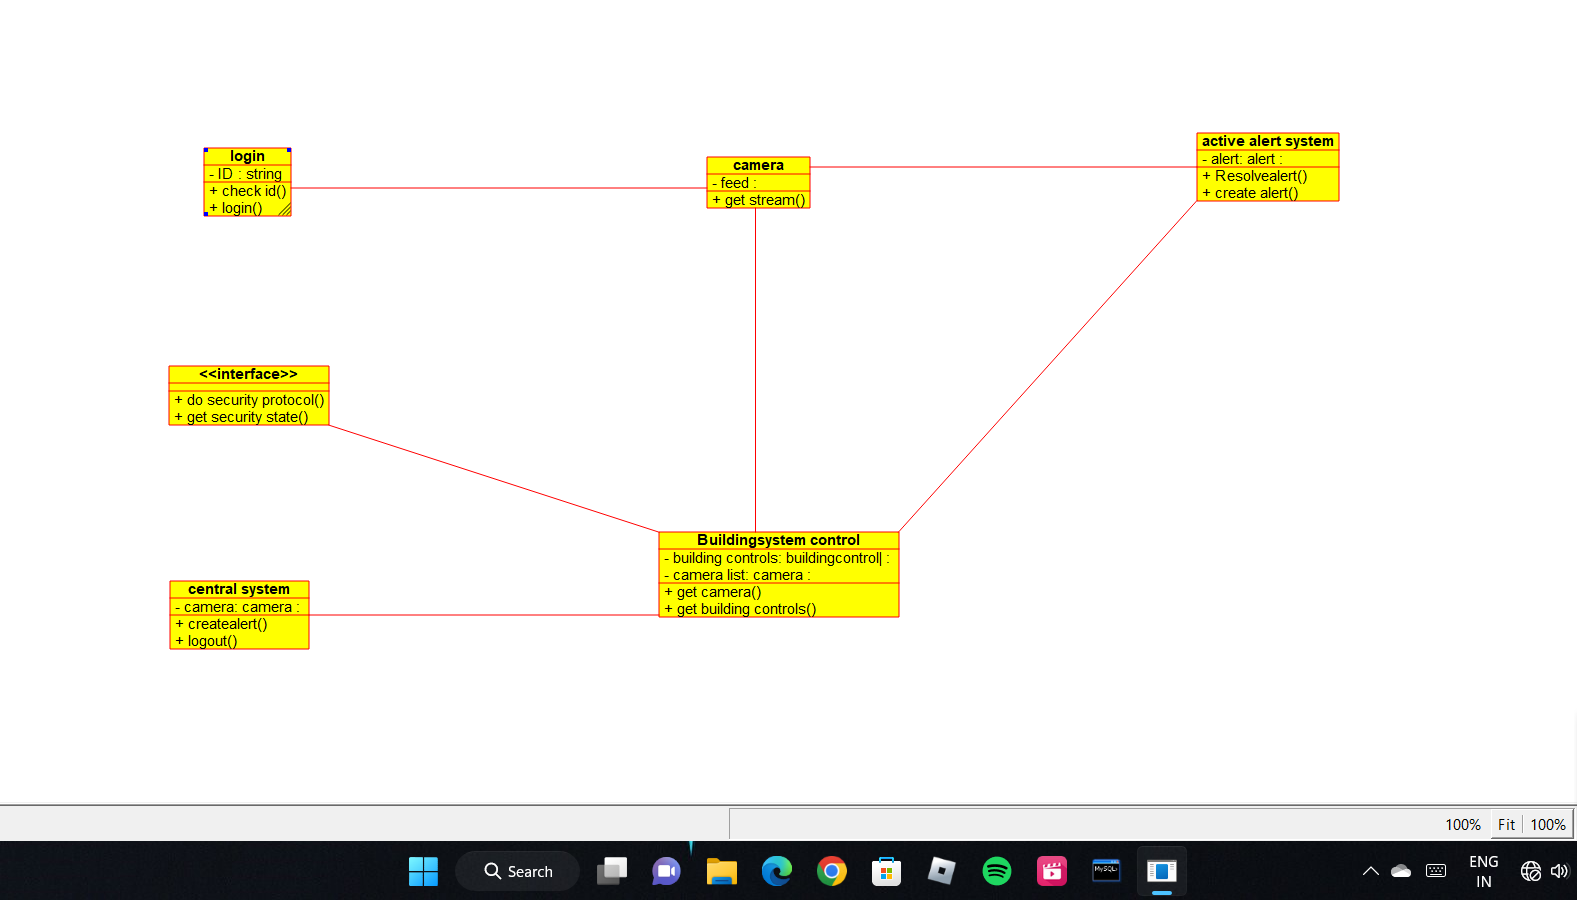 login
- ID : string
+ check id()
+ login()
camera
- feed :
+ get stream()
active alert system
- alert: alert :
+ Resolvealert()
+ create alert()
<<interface>>
+ do security protocol()
+ get security state()
Buildingsystem control
- building controls: buildingcontrol| :
- camera list: camera :
+ get camera()
+ get building controls()
central system
- camera: camera :
+ createalert()
+ logout()
100% Fit 100%
Search
MySQL
ENG
IN